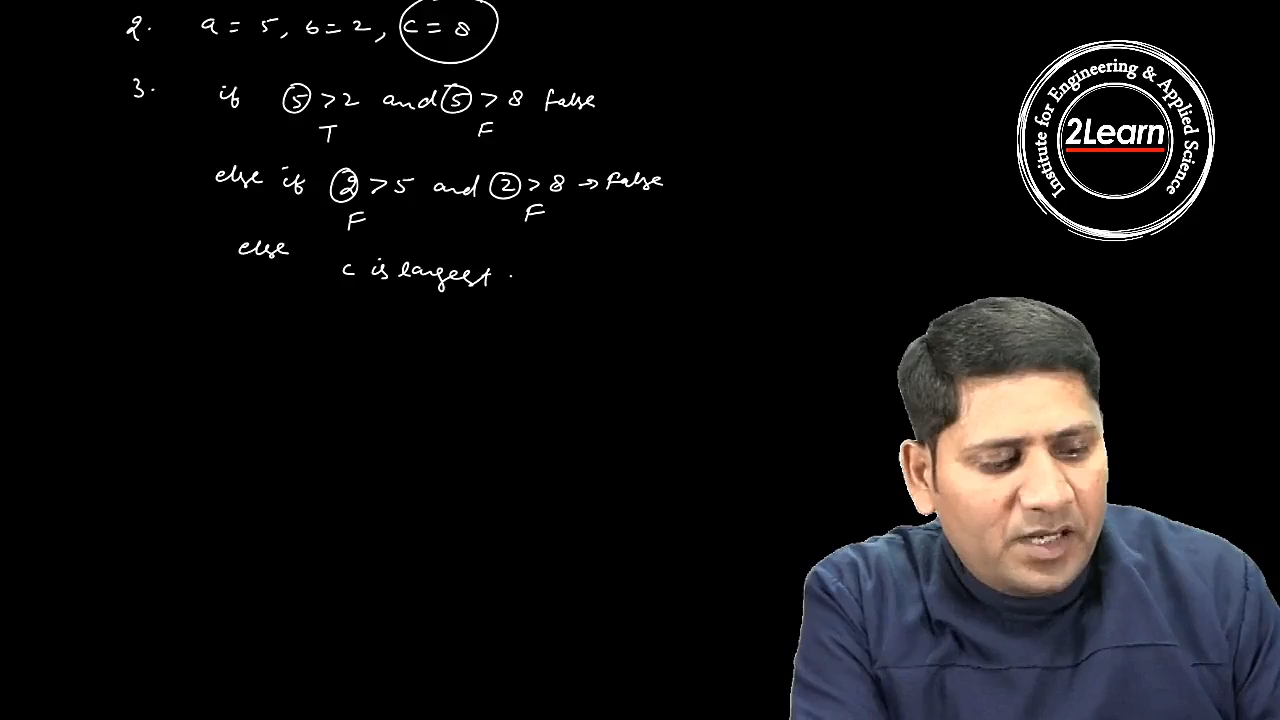 2. a = 5, b = 2, c = 8
3. if 5 > 2 and 5 > 8 false
T F
else if 2 > 5 and 2 > 8 → false
F F
else
c is largest.
Institute for Engineering & Applied Science
2Learn